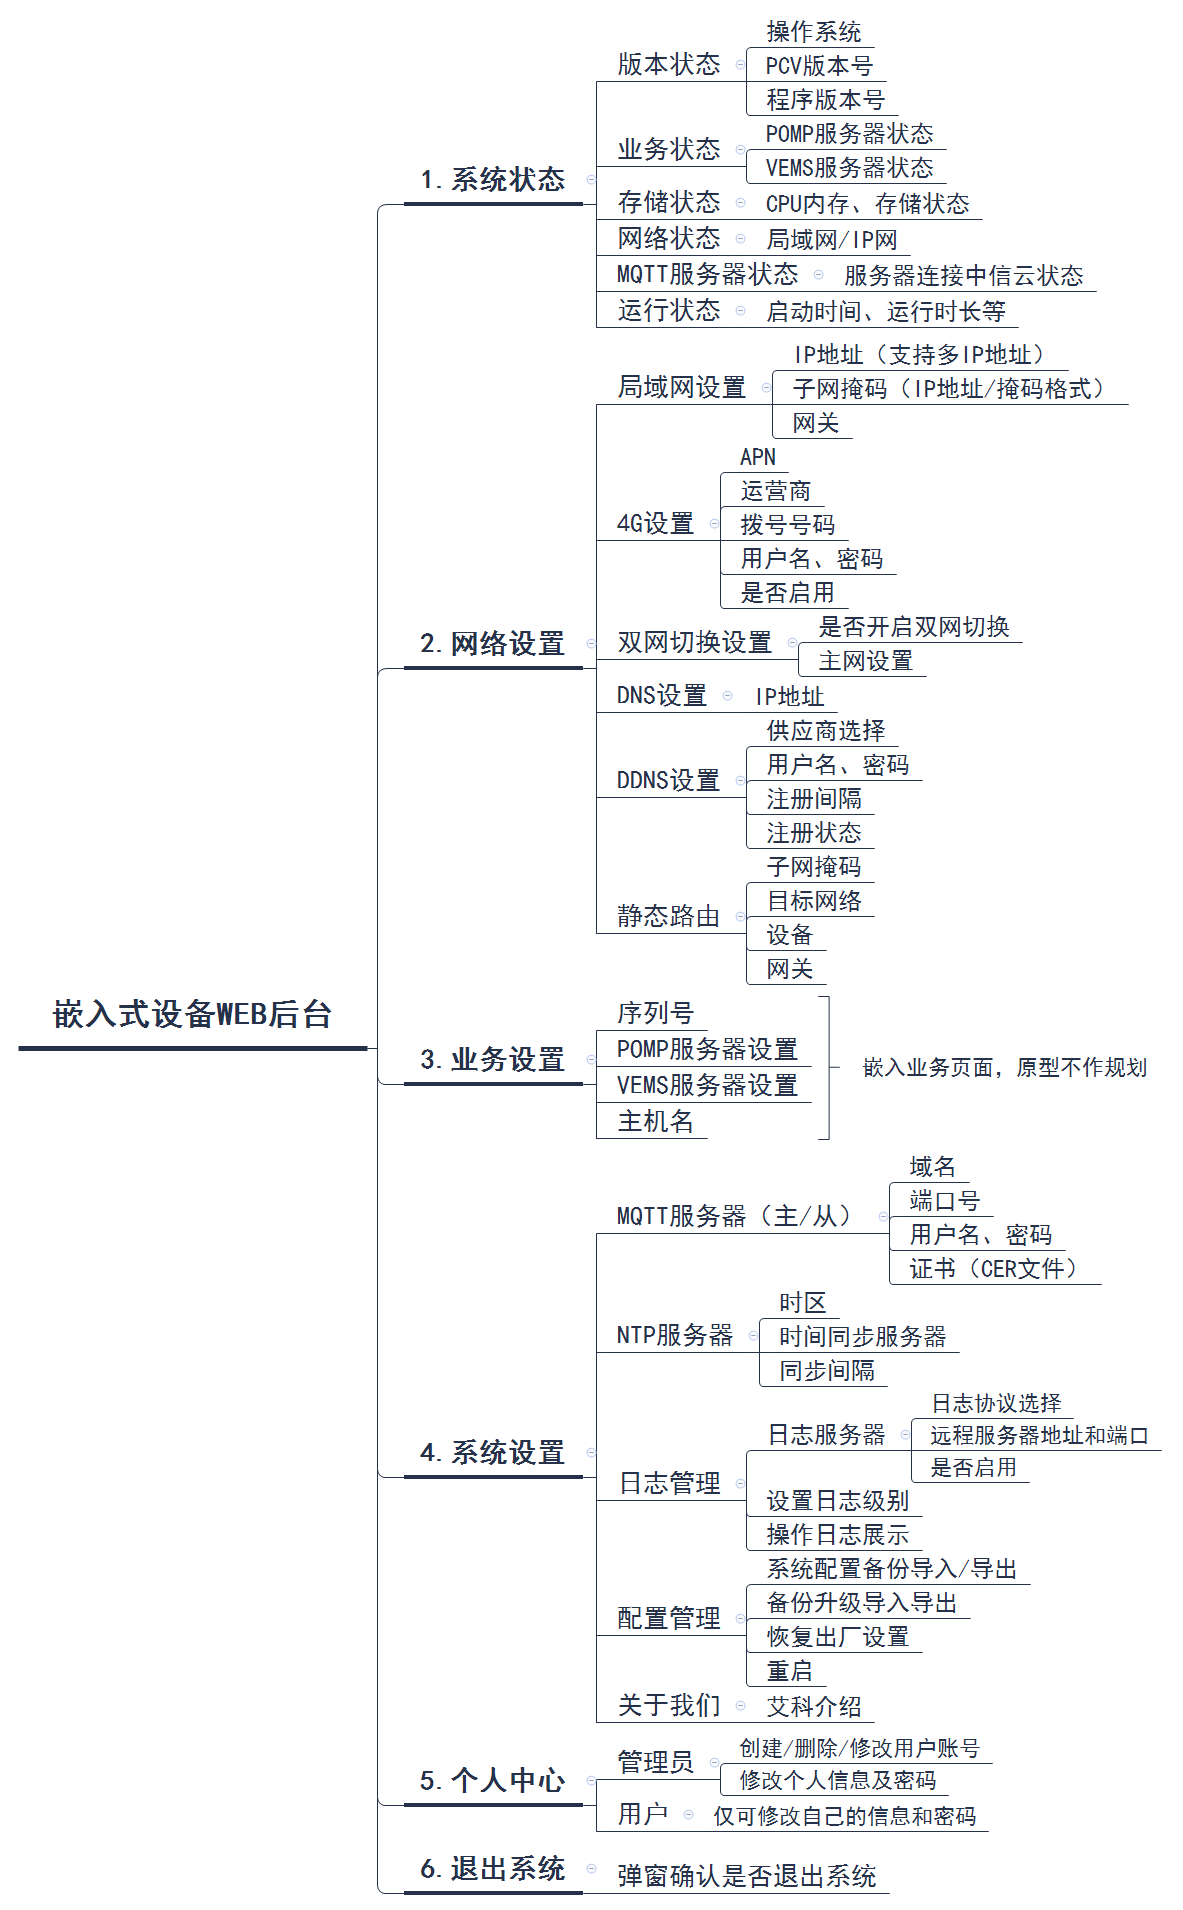 嵌入式设备WEB后台
1.系统状态
版本状态
操作系统
PCV版本号
程序版本号
业务状态
POMP服务器状态
VEMS服务器状态
存储状态
CPU内存、存储状态
网络状态
局域网/IP网
MQTT服务器状态
服务器连接中信云状态
运行状态
启动时间、运行时长等
2.网络设置
局域网设置
IP地址（支持多IP地址）
子网掩码（IP地址/掩码格式）
网关
4G设置
APN
运营商
拨号号码
用户名、密码
是否启用
双网切换设置
是否开启双网切换
主网设置
DNS设置
IP地址
DDNS设置
供应商选择
用户名、密码
注册间隔
注册状态
静态路由
子网掩码
目标网络
设备
网关
3.业务设置
序列号
POMP服务器设置
VEMS服务器设置
主机名
嵌入业务页面，原型不作规划
4.系统设置
MQTT服务器（主/从）
域名
端口号
用户名、密码
证书（CER文件）
NTP服务器
时区
时间同步服务器
同步间隔
日志管理
日志服务器
日志协议选择
远程服务器地址和端口
是否启用
设置日志级别
操作日志展示
配置管理
系统配置备份导入/导出
备份升级导入导出
恢复出厂设置
重启
关于我们
艾科介绍
5.个人中心
管理员
创建/删除/修改用户账号
修改个人信息及密码
用户
仅可修改自己的信息和密码
6.退出系统
弹窗确认是否退出系统